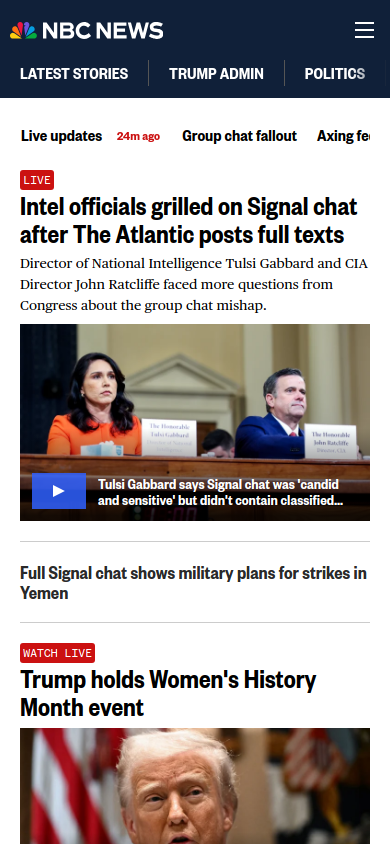 NBC NEWS
LATEST STORIES TRUMP ADMIN POLITICS
Live updates 24m ago Group chat fallout Axing fe
LIVE
Intel officials grilled on Signal chat
after The Atlantic posts full texts
Director of National Intelligence Tulsi Gabbard and CIA
Director John Ratcliffe faced more questions from
Congress about the group chat mishap.
The Honorable
Tulsi Gabbard
The Honorable
John Ratcliffe
Director, CIA
Tulsi Gabbard says Signal chat was 'candid
and sensitive' but didn't contain classified...
Full Signal chat shows military plans for strikes in
Yemen
WATCH LIVE
Trump holds Women's History
Month event